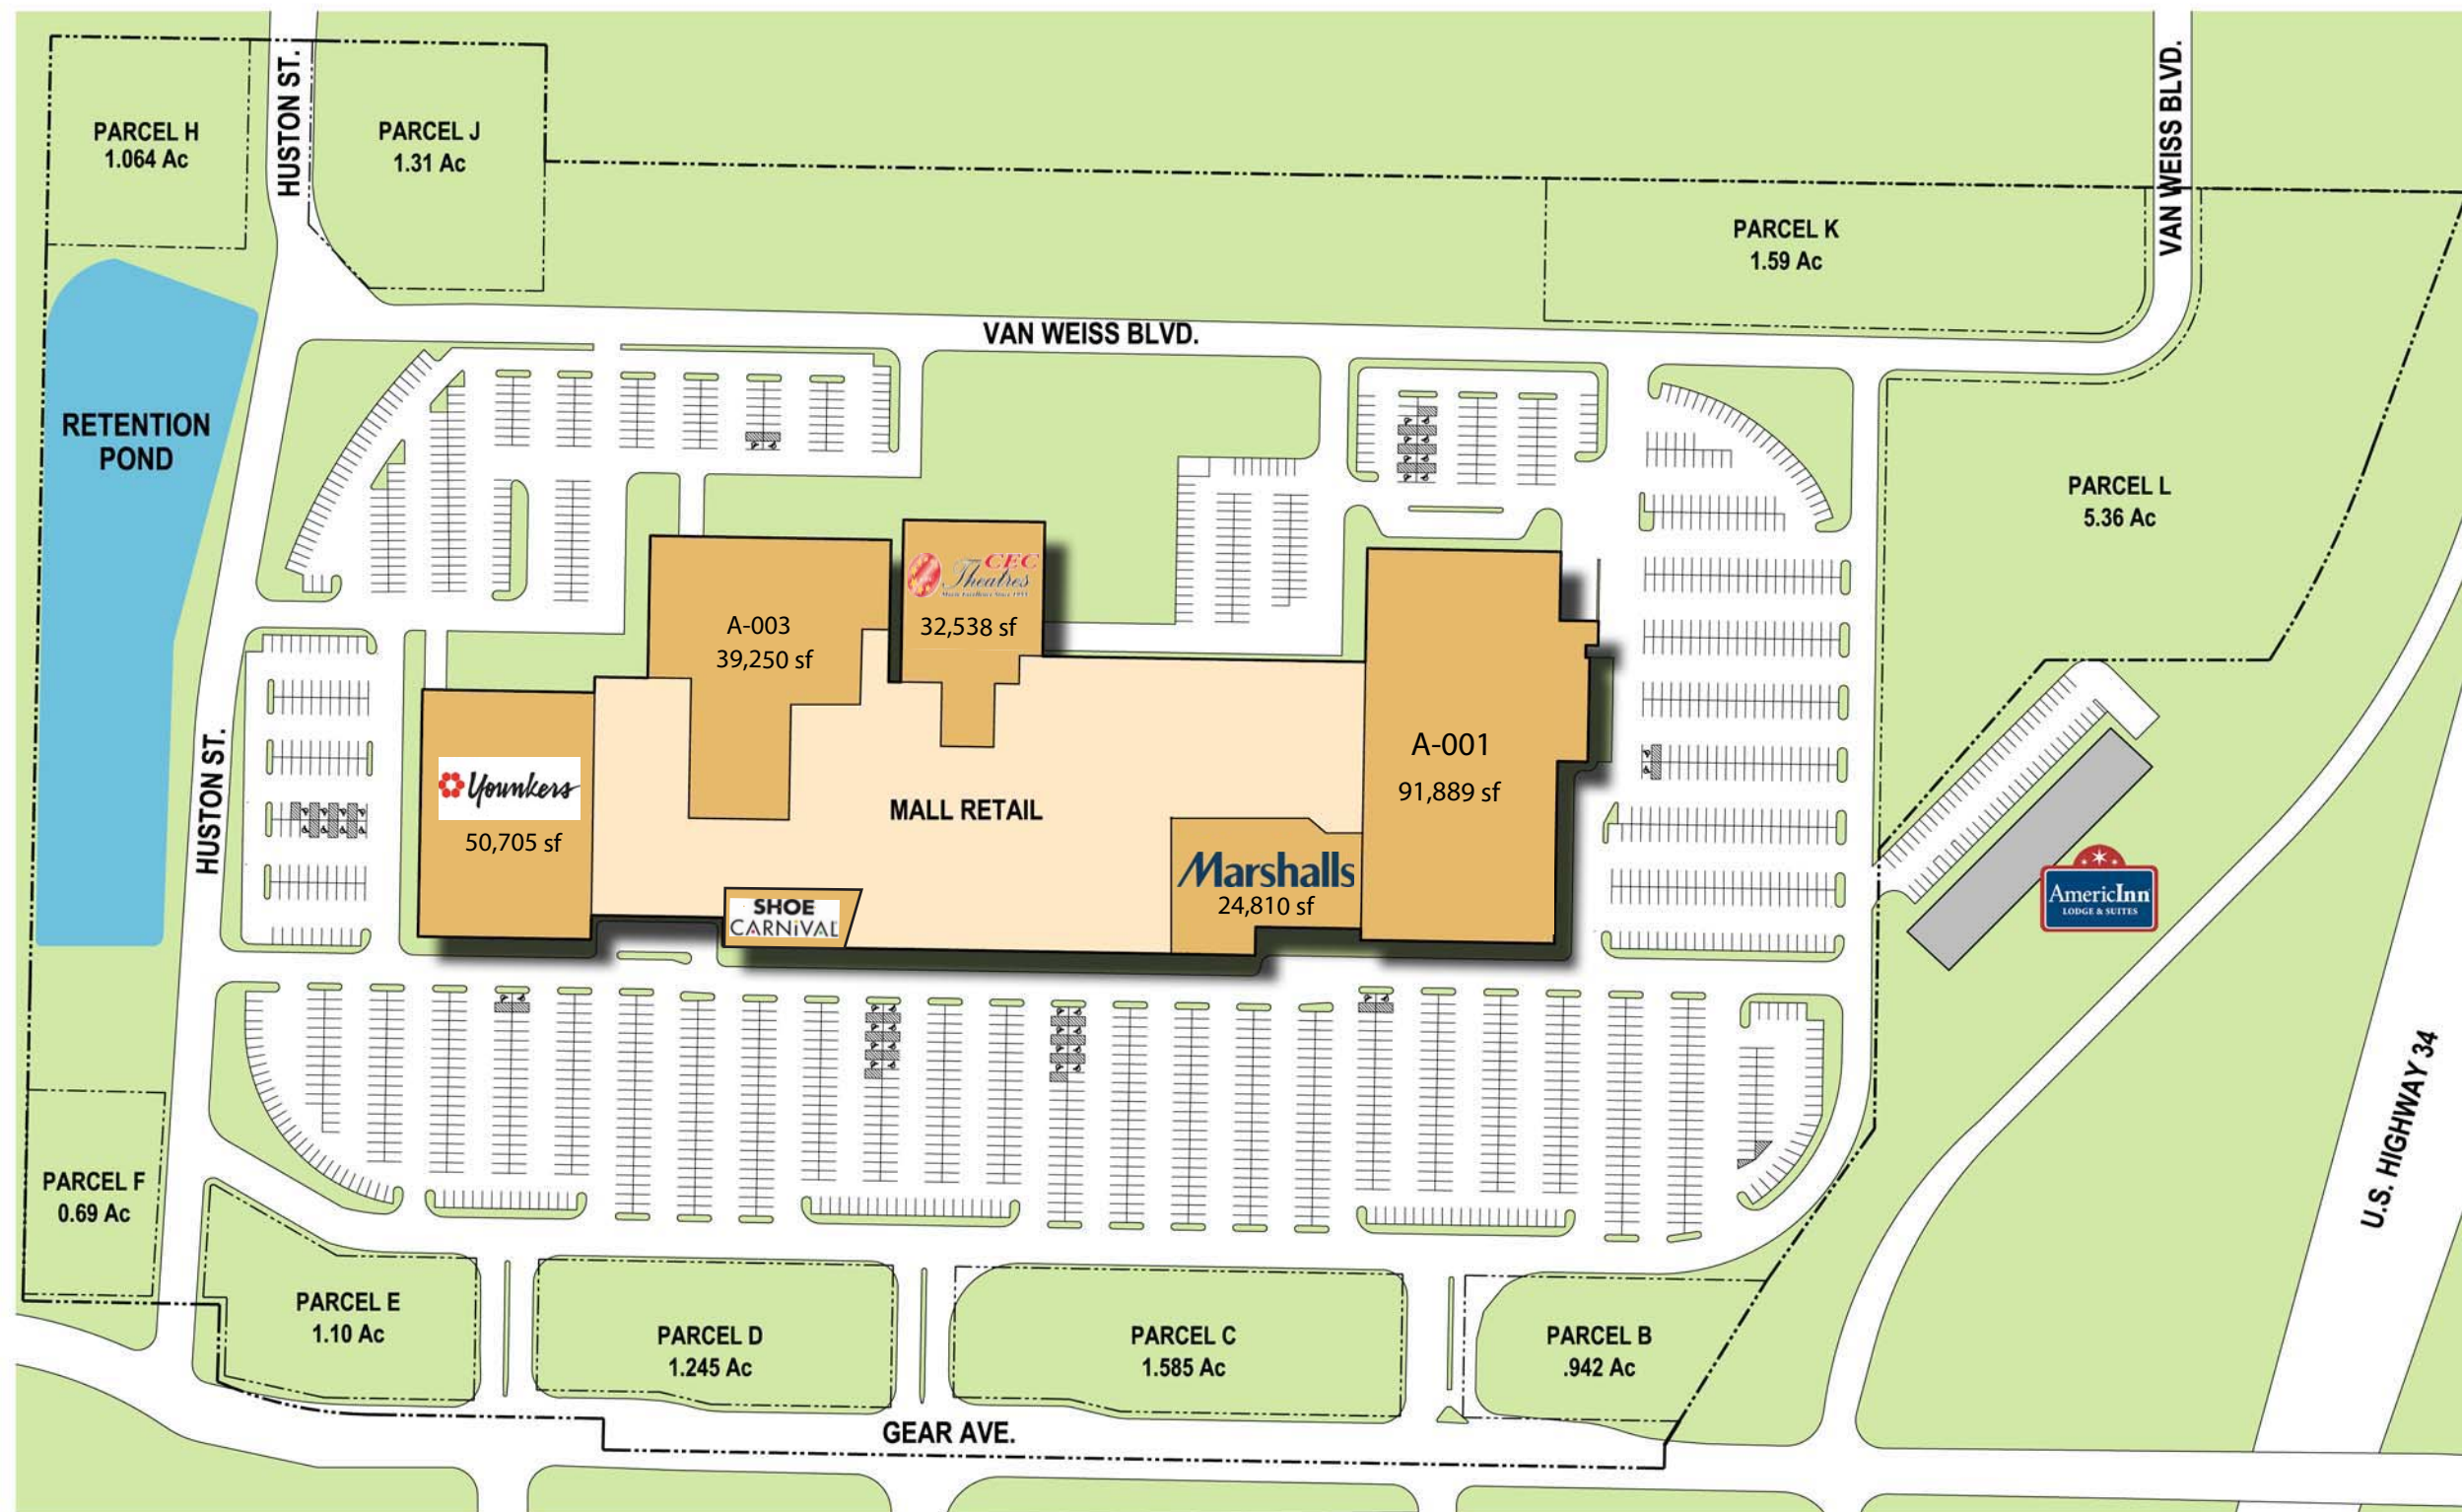 HUSTON ST.
VAN WEISS BLVD.
PARCEL H
1.064 Ac
PARCEL J
1.31 Ac
PARCEL K
1.59 Ac
VAN WEISS BLVD.
RETENTION
POND
PARCEL L
5.36 Ac
CEC
Theatres
32,538 sf
A-003
39,250 sf
HUSTON ST.
Younkers
50,705 sf
MALL RETAIL
A-001
91,889 sf
Marshalls
24,810 sf
SHOE
CARNIVAL
AmericInn
LODGE & SUITES
U.S. HIGHWAY 34
PARCEL F
0.69 Ac
PARCEL E
1.10 Ac
PARCEL D
1.245 Ac
PARCEL C
1.585 Ac
PARCEL B
.942 Ac
GEAR AVE.